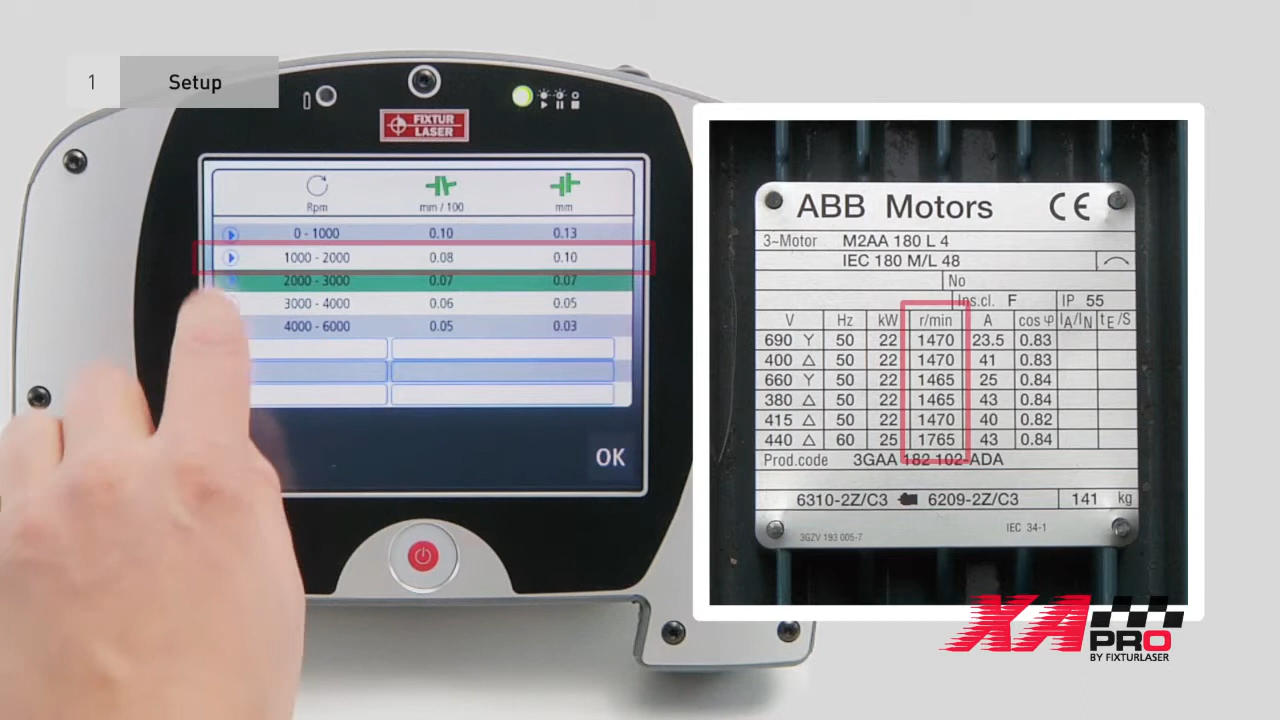 1 Setup
FIXTUR
LASER
Rpm mm / 100 mm
0 - 1000 0.10 0.13
1000 - 2000 0.08 0.10
2000 - 3000 0.07 0.07
3000 - 4000 0.06 0.05
4000 - 6000 0.05 0.03
OK
ABB Motors CE
3~Motor M2AA 180 L 4
IEC 180 M/L 48
No
Ins.cl. F IP 55
V Hz kW r/min A cos φ IA/IN tE/S
690 Y 50 22 1470 23.5 0.83
400 △ 50 22 1470 41 0.83
660 Y 50 22 1465 25 0.84
380 △ 50 22 1465 43 0.84
415 △ 50 22 1470 40 0.82
440 △ 60 25 1765 43 0.84
Prod.code 3GAA 182 102-ADA
6310-2Z/C3 6209-2Z/C3 141 kg
3GZV 193 005-7 IEC 34-1
XA
PRO
BY FIXTURLASER